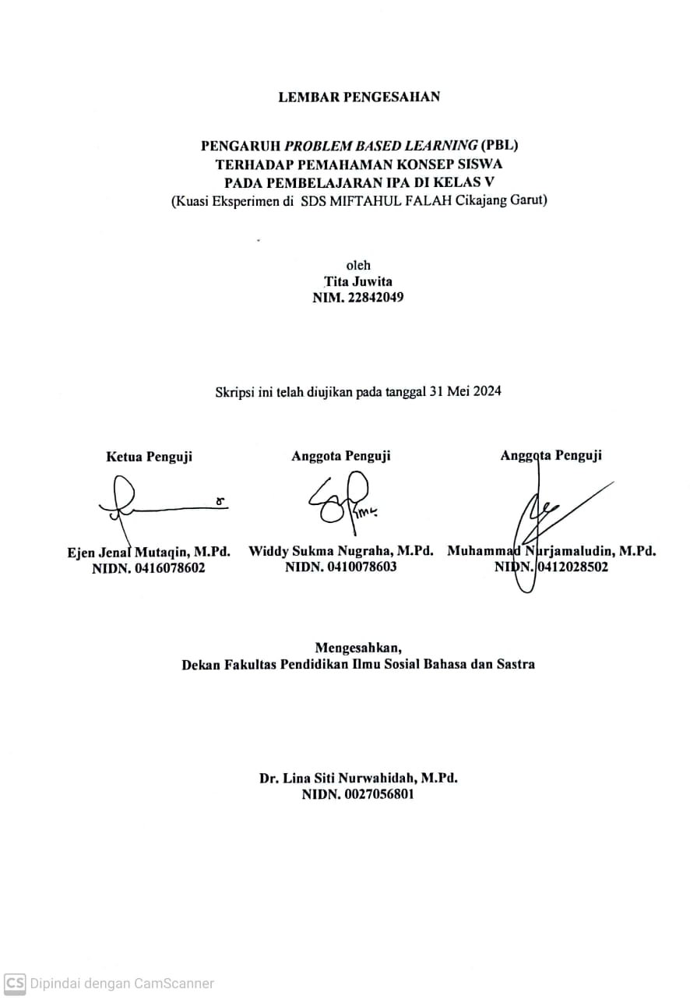 LEMBAR PENGESAHAN
PENGARUH PROBLEM BASED LEARNING (PBL)
TERHADAP PEMAHAMAN KONSEP SISWA
PADA PEMBELAJARAN IPA DI KELAS V
(Kuasi Eksperimen di SDS MIFTAHUL FALAH Cikajang Garut)
oleh
Tita Juwita
NIM. 22842049
Skripsi ini telah diujikan pada tanggal 31 Mei 2024
Ketua Penguji
Anggota Penguji
Anggota Penguji
Ejen Jenal Mutaqin, M.Pd.
NIDN. 0416078602
Widdy Sukma Nugraha, M.Pd.
NIDN. 0410078603
Muhammad Nurjamaludin, M.Pd.
NIDN. 0412028502
Mengesahkan,
Dekan Fakultas Pendidikan Ilmu Sosial Bahasa dan Sastra
Dr. Lina Siti Nurwahidah, M.Pd.
NIDN. 0027056801
CS Dipindai dengan CamScanner